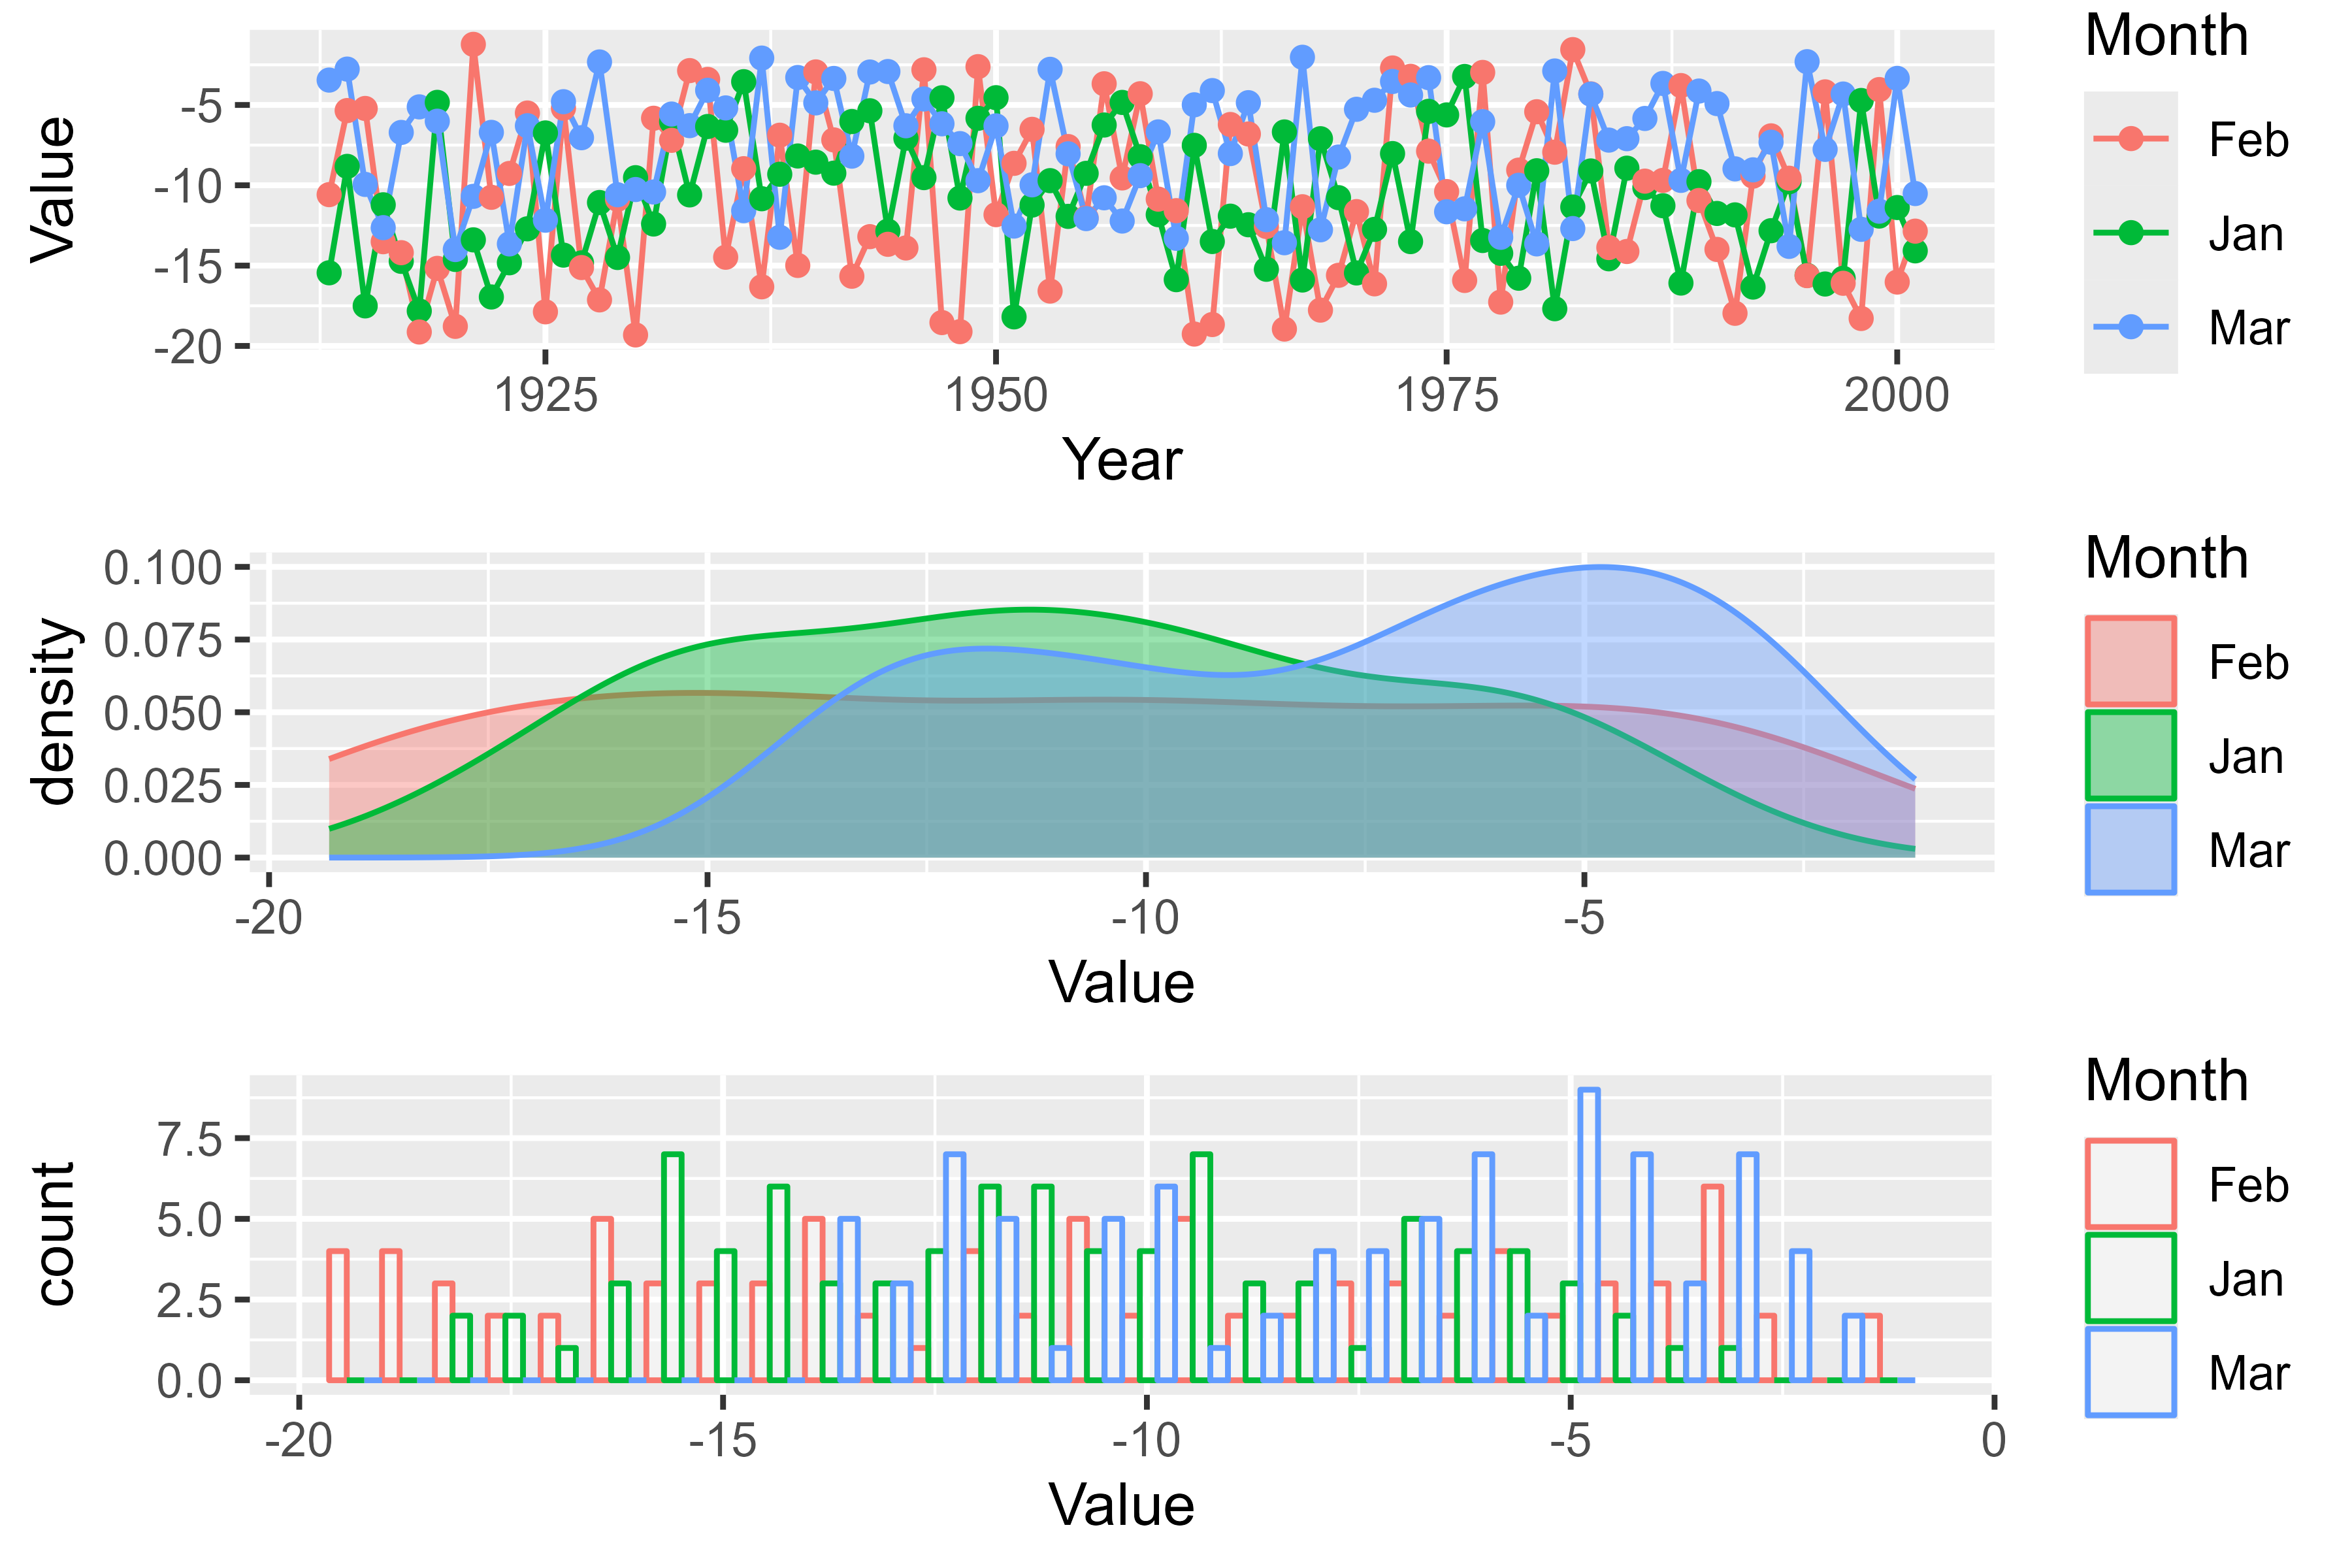 Value
-5
-10
-15
-20
1925 1950 1975 2000
Year
Month
Feb
Jan
Mar
density
0.100
0.075
0.050
0.025
0.000
-20 -15 -10 -5
Value
Month
Feb
Jan
Mar
count
7.5
5.0
2.5
0.0
-20 -15 -10 -5 0
Value
Month
Feb
Jan
Mar